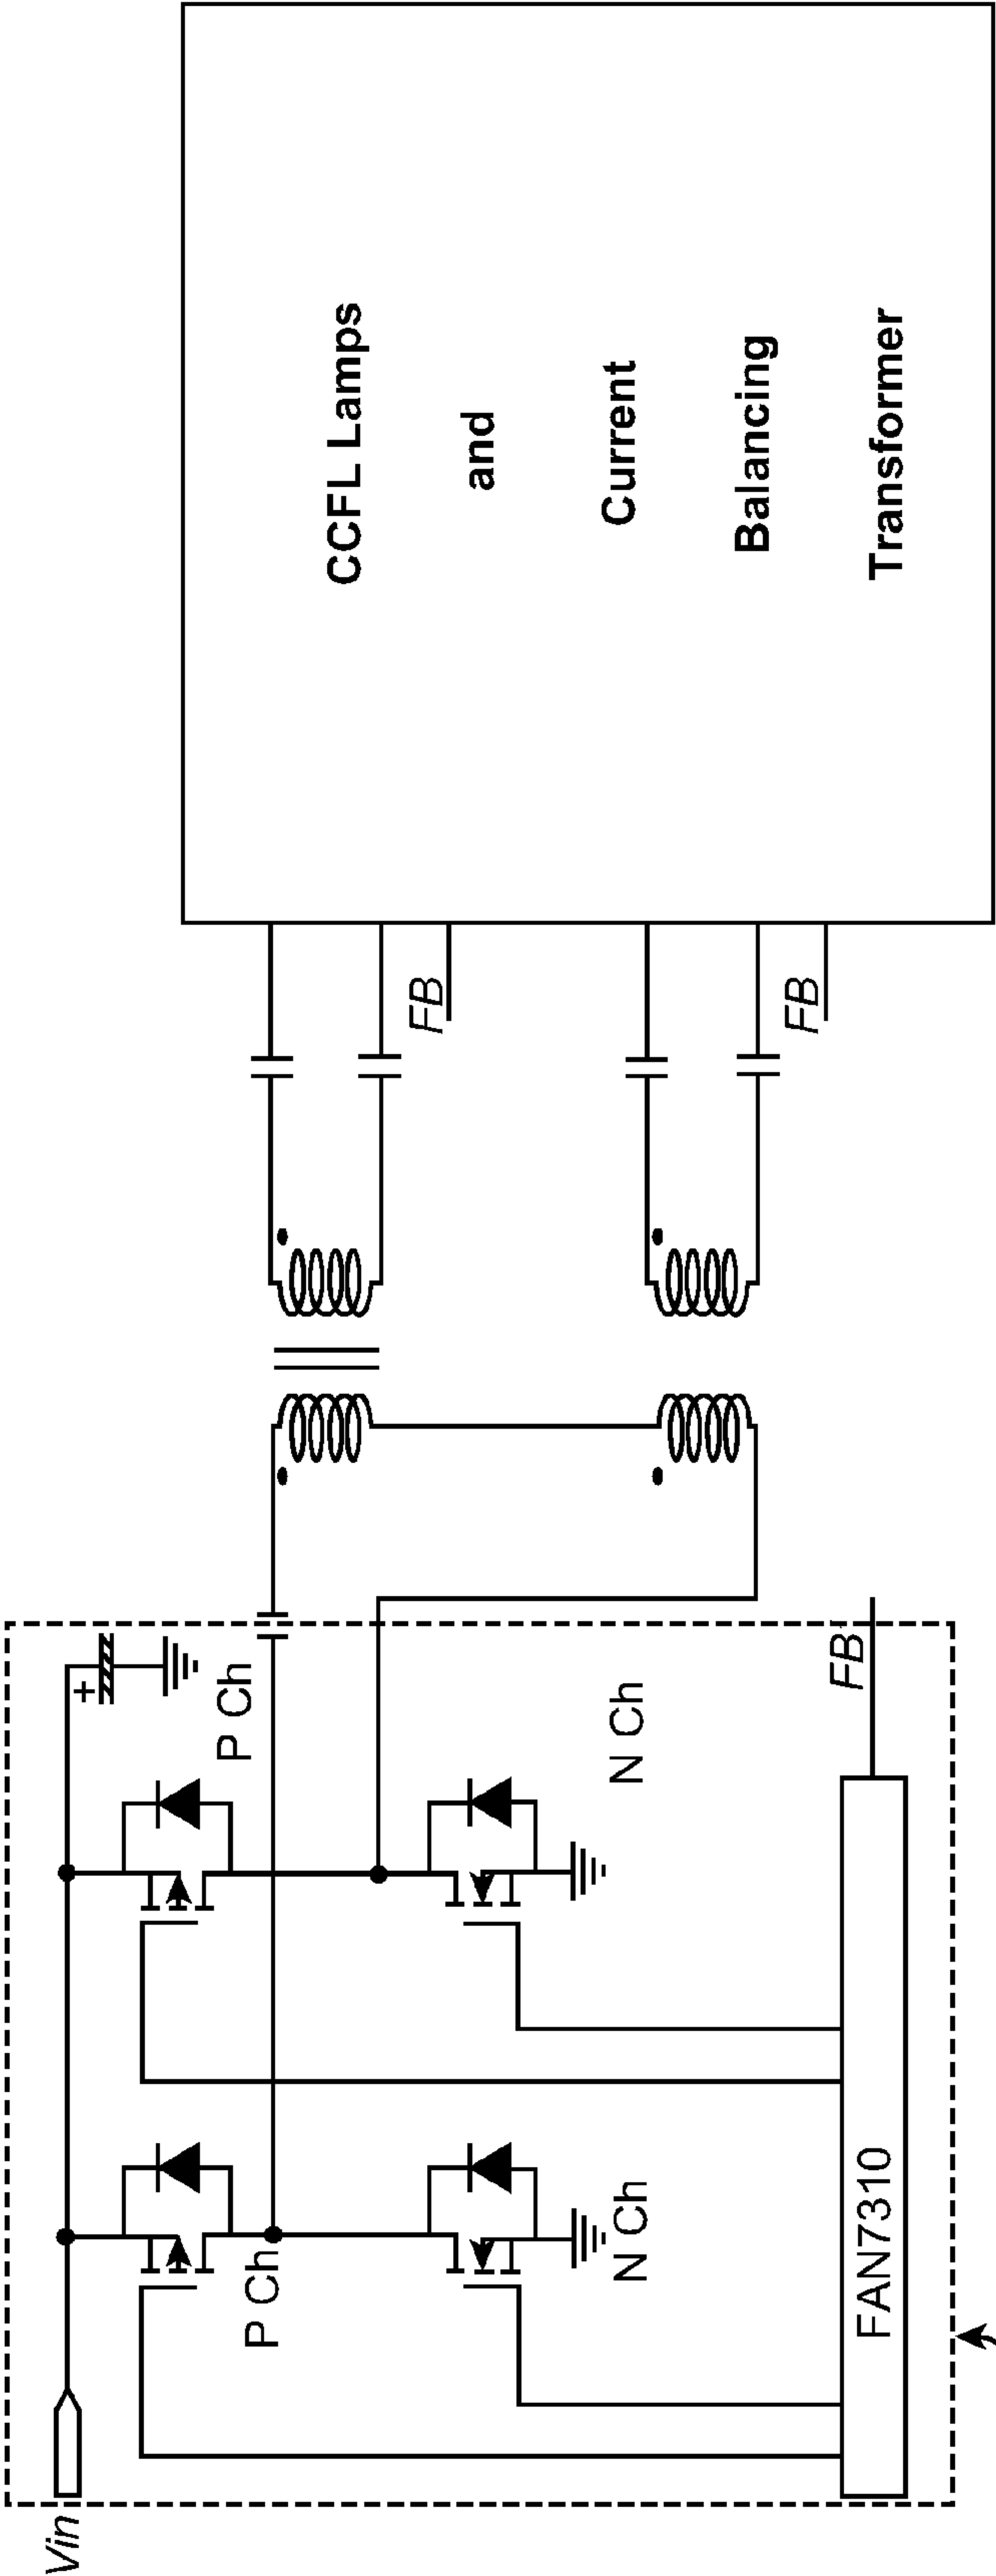 Vin
+
P Ch
P Ch
N Ch
N Ch
FAN7310
FB
FB
FB
CCFL Lamps
and
Current
Balancing
Transformer